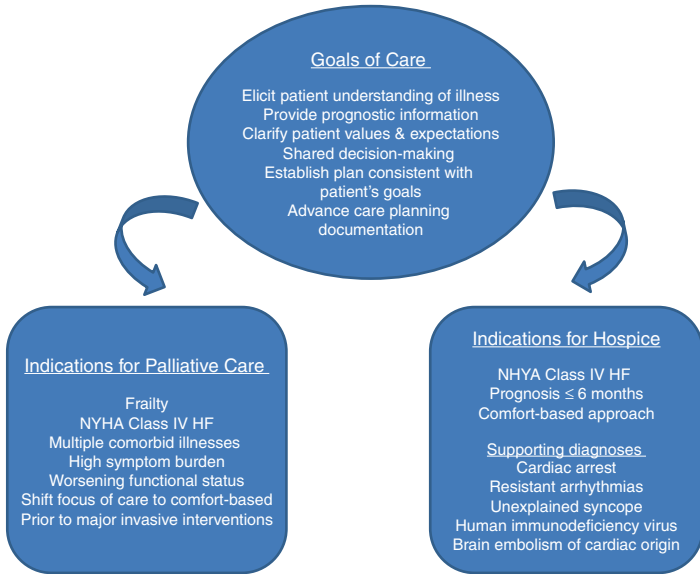 Goals of Care
Elicit patient understanding of illness
Provide prognostic information
Clarify patient values & expectations
Shared decision-making
Establish plan consistent with
patient's goals
Advance care planning
documentation
Indications for Palliative Care
Frailty
NYHA Class IV HF
Multiple comorbid illnesses
High symptom burden
Worsening functional status
Shift focus of care to comfort-based
Prior to major invasive interventions
Indications for Hospice
NHYA Class IV HF
Prognosis ≤ 6 months
Comfort-based approach
Supporting diagnoses
Cardiac arrest
Resistant arrhythmias
Unexplained syncope
Human immunodeficiency virus
Brain embolism of cardiac origin